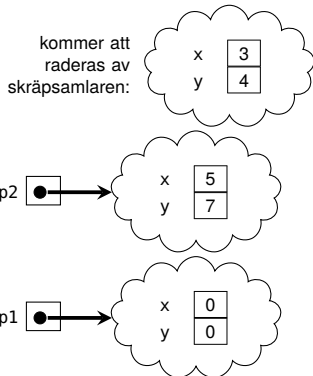 kommer att
raderas av
skräpsamlaren:
x 3
y 4
p2
x 5
y 7
p1
x 0
y 0